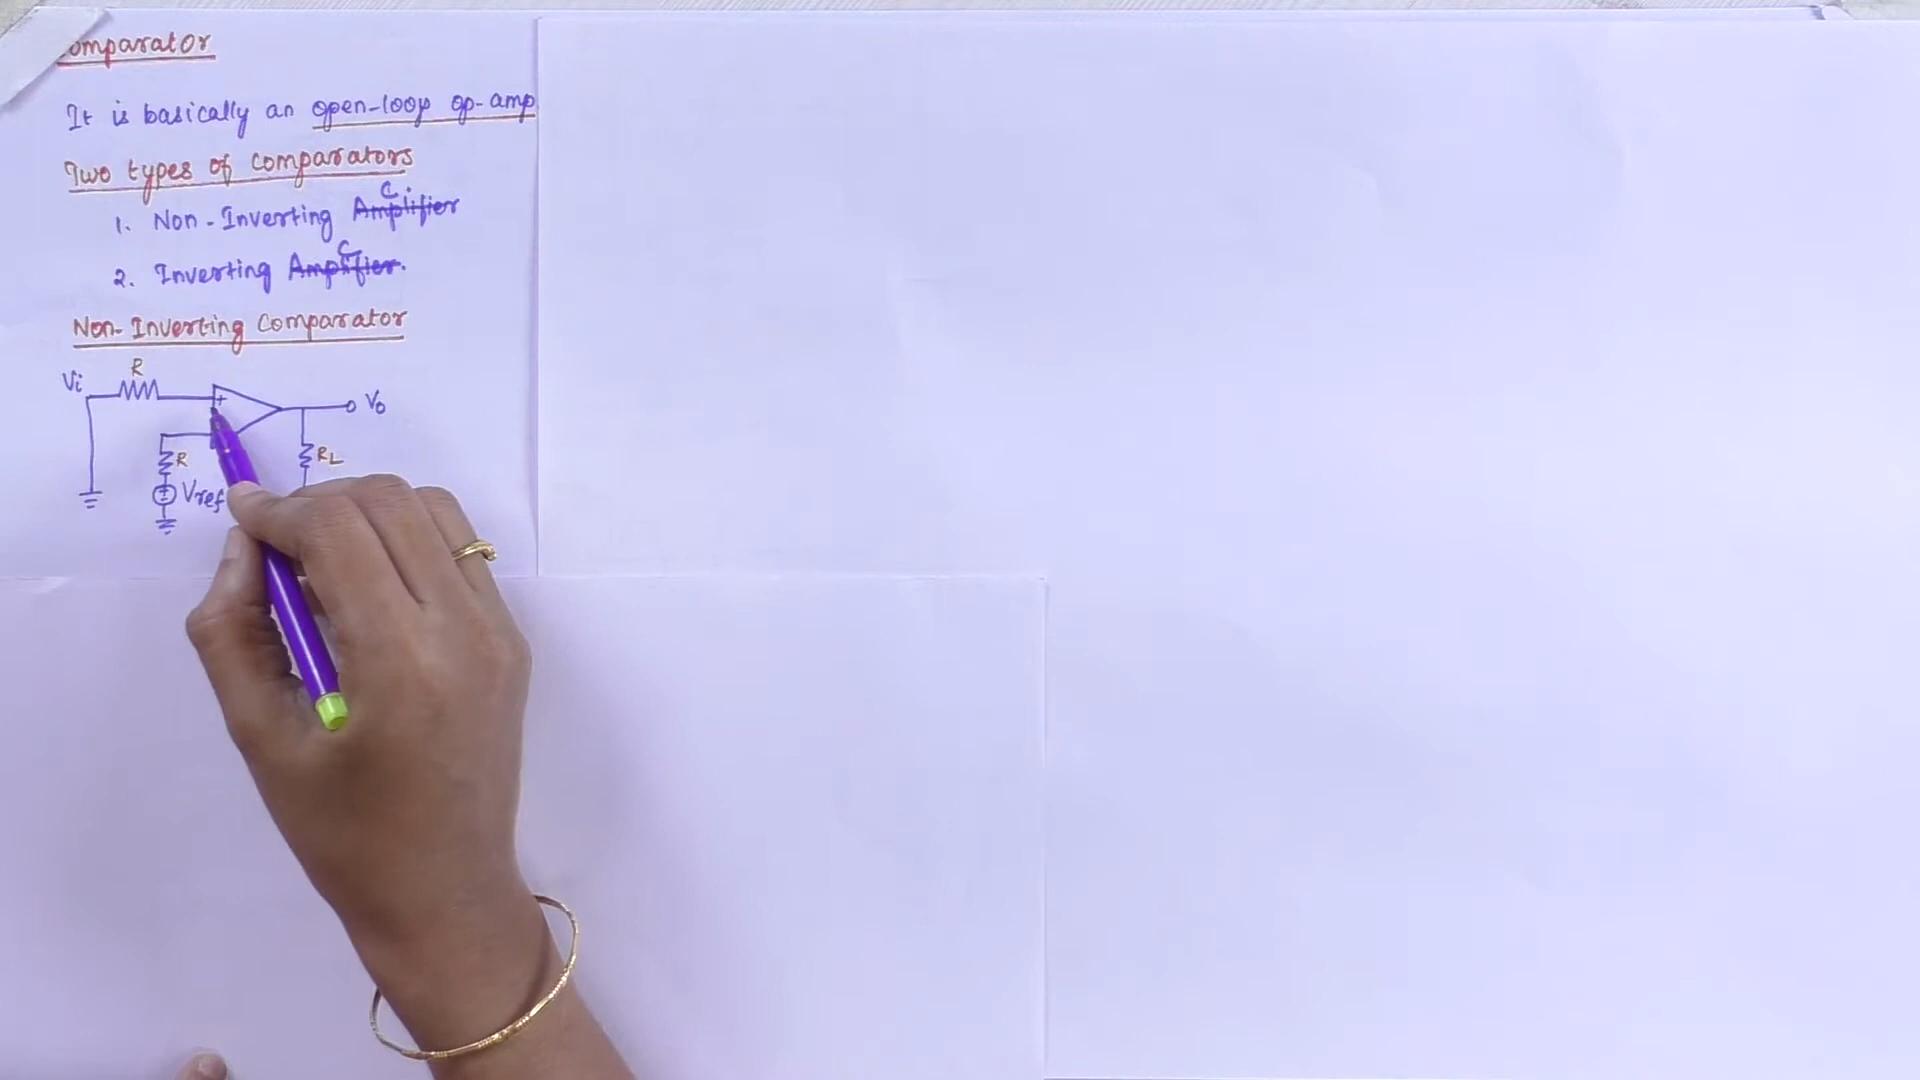 omparator
It is basically an open-loop op-amp
Two types of comparators
C.
1. Non-Inverting Amplifier
C
2. Inverting Amplifier.
Non-Inverting Comparator
R
Vi
+
Vo
R
RL
Vref